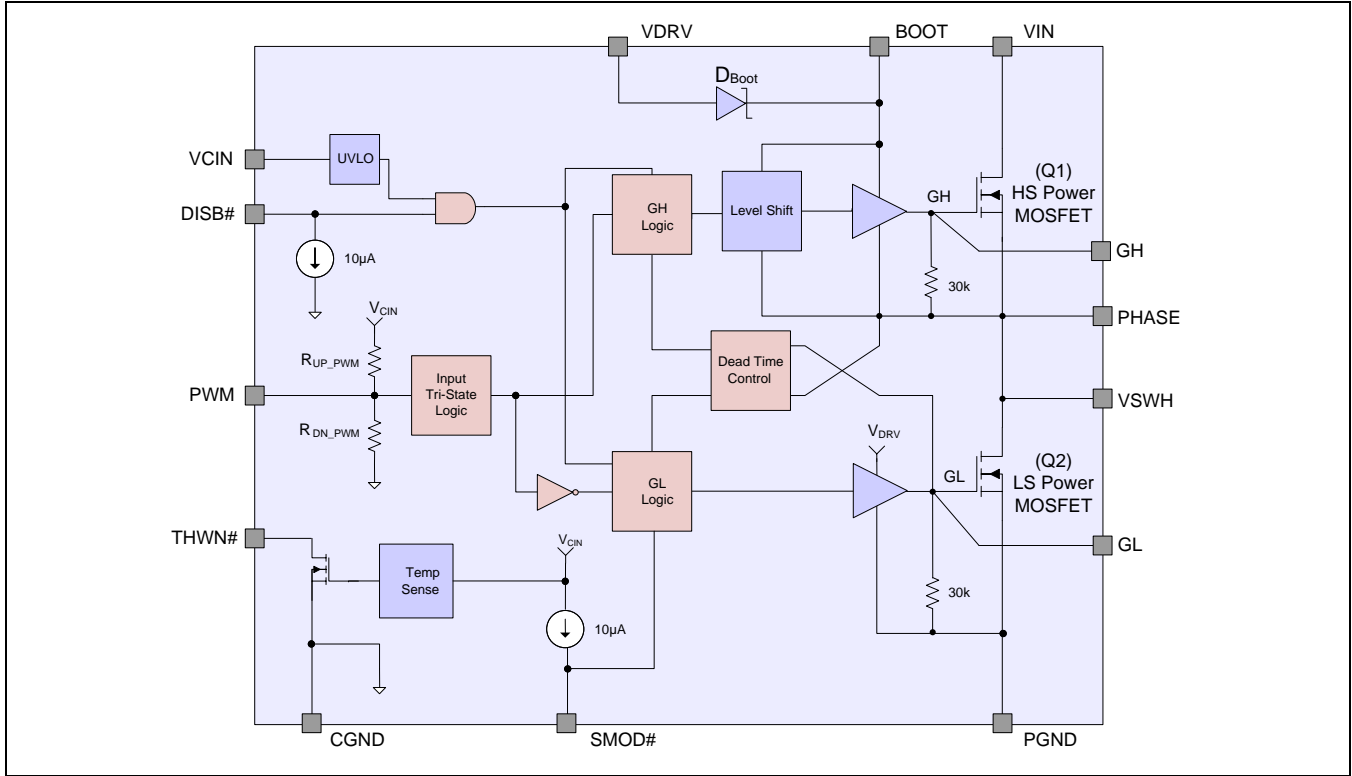 VDRV
BOOT
VIN
DBoot
VCIN
UVLO
(Q1)
HS Power
MOSFET
DISB#
GH
Logic
Level Shift
GH
GH
10µA
30k
VCIN
PHASE
RUP_PWM
Dead Time
Control
PWM
Input
Tri-State
Logic
VSWH
RDN_PWM
VDRV
(Q2)
LS Power
MOSFET
GL
Logic
GL
THWN#
VCIN
GL
Temp
Sense
30k
10µA
CGND
SMOD#
PGND